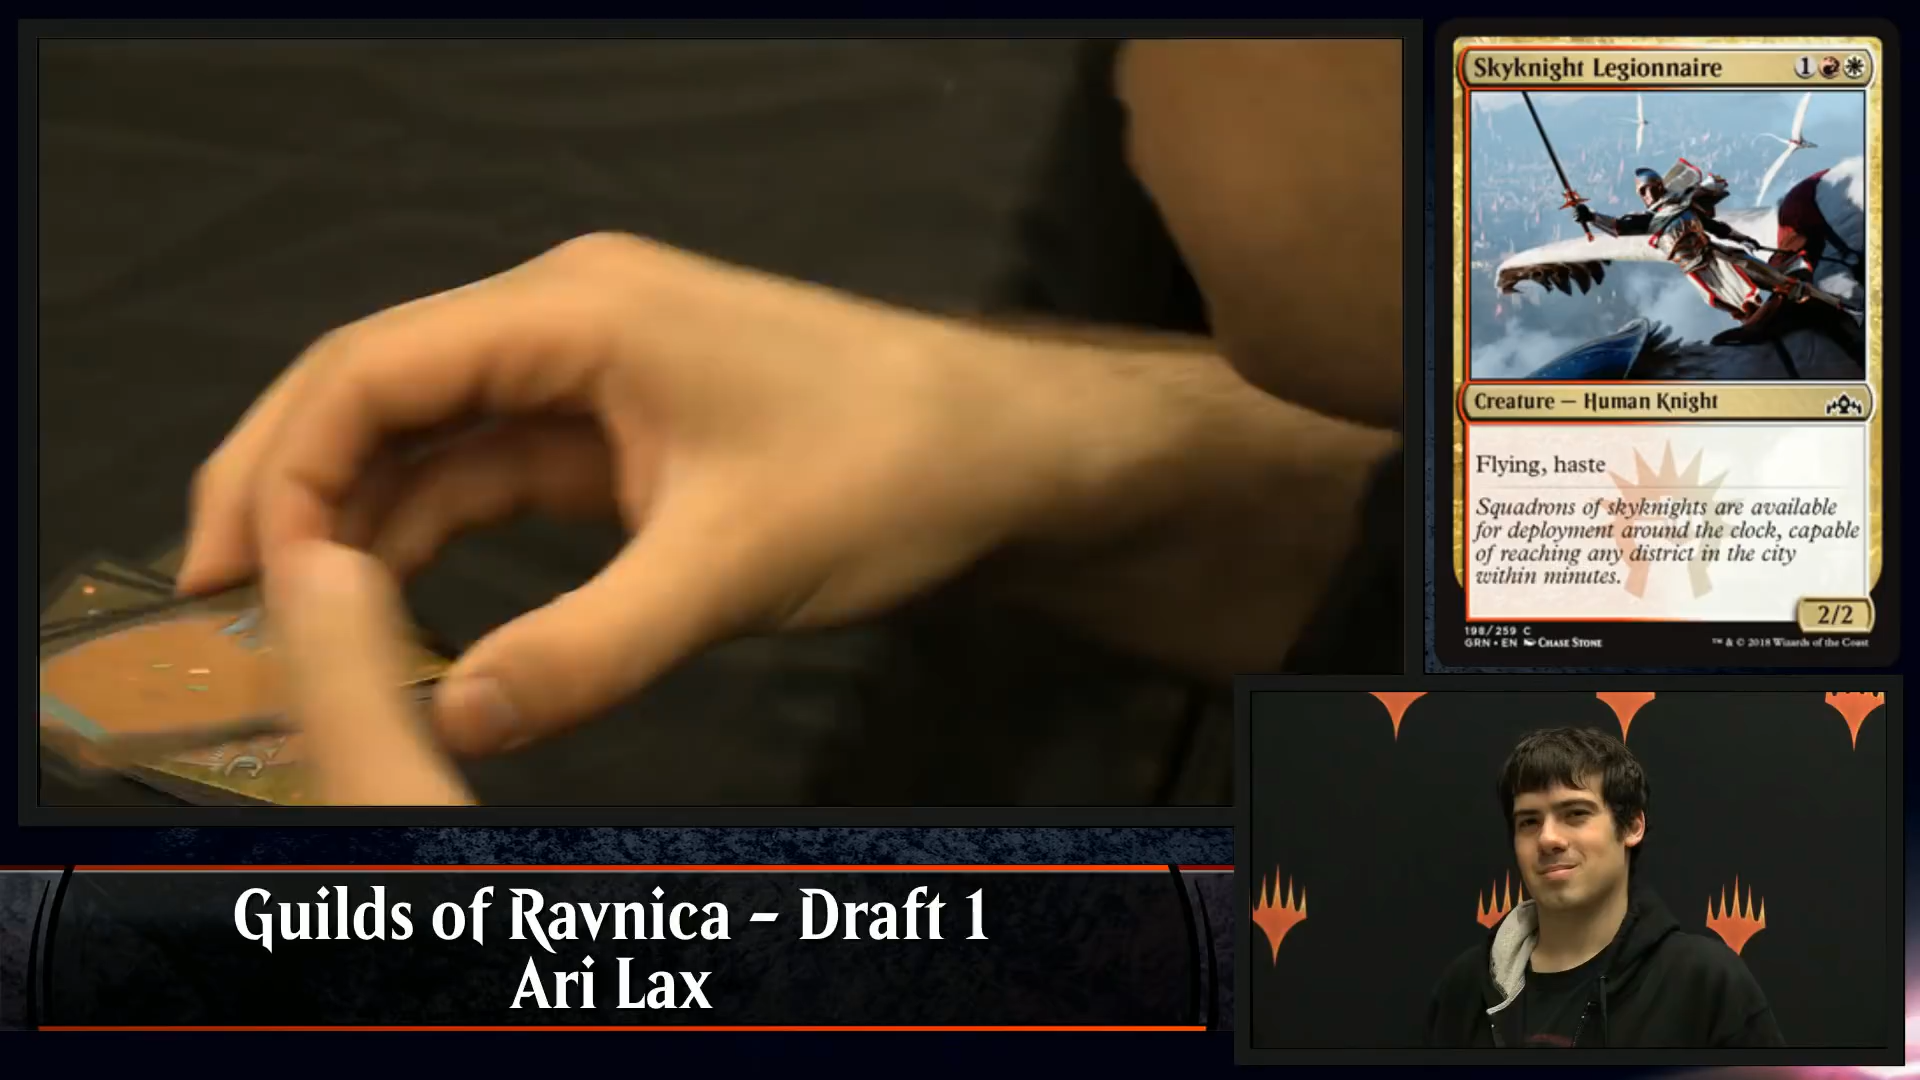 Skyknight Legionnaire 1
Creature — Human Knight
Flying, haste
Squadrons of skyknights are available
for deployment around the clock, capable
of reaching any district in the city
within minutes.
2/2
198/259 C
GRN • EN CHASE STONE
™ & © 2018 Wizards of the Coast
Guilds of Ravnica – Draft 1
Ari Lax